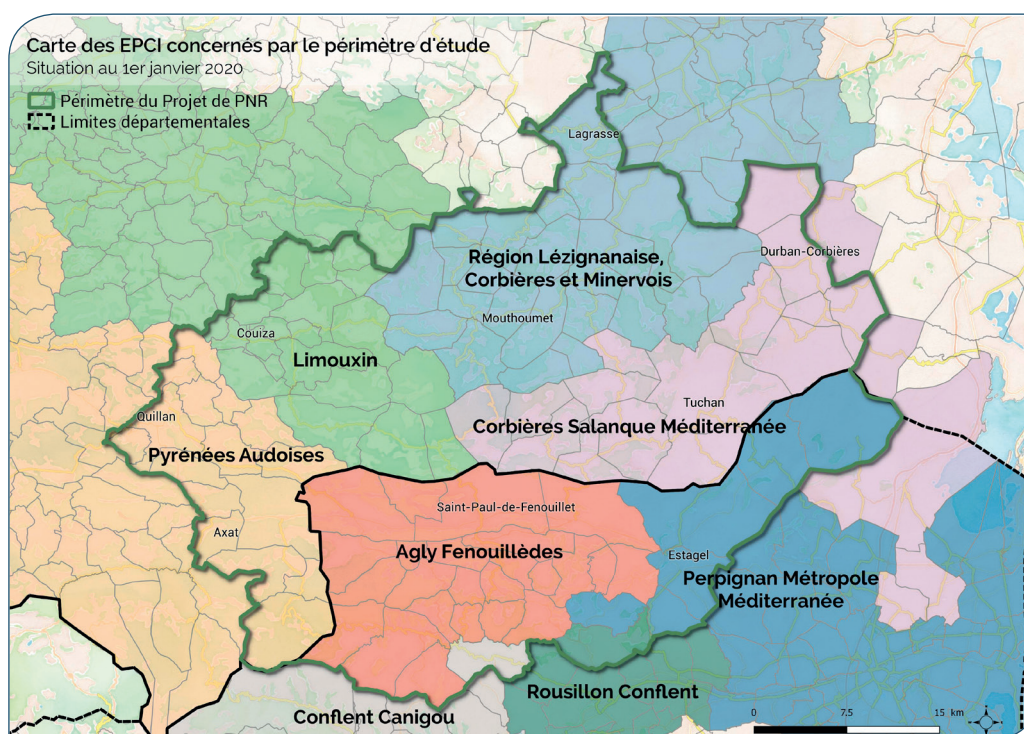 Carte des EPCI concernés par le périmètre d'étude
Situation au 1er janvier 2020
Périmètre du Projet de PNR
Limites départementales
Lagrasse
Durban-Corbières
Région Lézignanaise,
Corbières et Minervois
Mouthoumet
Couiza
Limouxin
Tuchan
Quillan
Corbières Salanque Méditerranée
Pyrénées Audoises
Saint-Paul-de-Fenouillet
Axat
Agly Fenouillèdes
Estagel
Perpignan Métropole
Méditerranée
Rousillon Conflent
Conflent Canigou
0 7.5 15 km